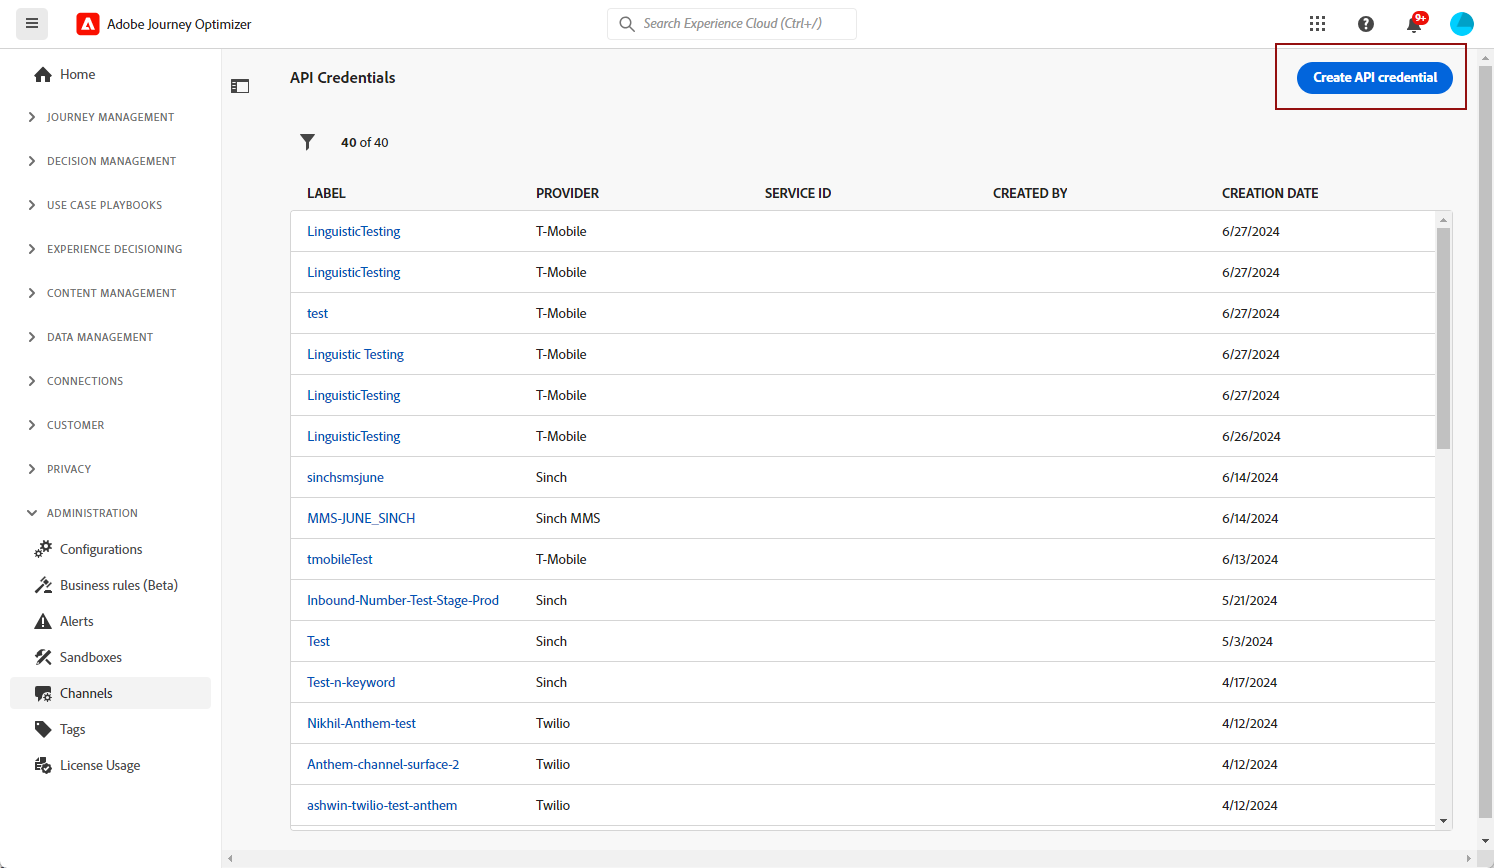 Adobe Journey Optimizer
Search Experience Cloud (Ctrl+/)
9+
Home
JOURNEY MANAGEMENT
DECISION MANAGEMENT
USE CASE PLAYBOOKS
EXPERIENCE DECISIONING
CONTENT MANAGEMENT
DATA MANAGEMENT
CONNECTIONS
CUSTOMER
PRIVACY
ADMINISTRATION
Configurations
Business rules (Beta)
Alerts
Sandboxes
Channels
Tags
License Usage
API Credentials
Create API credential
40 of 40
LABEL PROVIDER SERVICE ID CREATED BY CREATION DATE
LinguisticTesting T-Mobile 6/27/2024
LinguisticTesting T-Mobile 6/27/2024
test T-Mobile 6/27/2024
Linguistic Testing T-Mobile 6/27/2024
LinguisticTesting T-Mobile 6/27/2024
LinguisticTesting T-Mobile 6/26/2024
sinchsmsjune Sinch 6/14/2024
MMS-JUNE_SINCH Sinch MMS 6/14/2024
tmobileTest T-Mobile 6/13/2024
Inbound-Number-Test-Stage-Prod Sinch 5/21/2024
Test Sinch 5/3/2024
Test-n-keyword Sinch 4/17/2024
Nikhil-Anthem-test Twilio 4/12/2024
Anthem-channel-surface-2 Twilio 4/12/2024
ashwin-twilio-test-anthem Twilio 4/12/2024